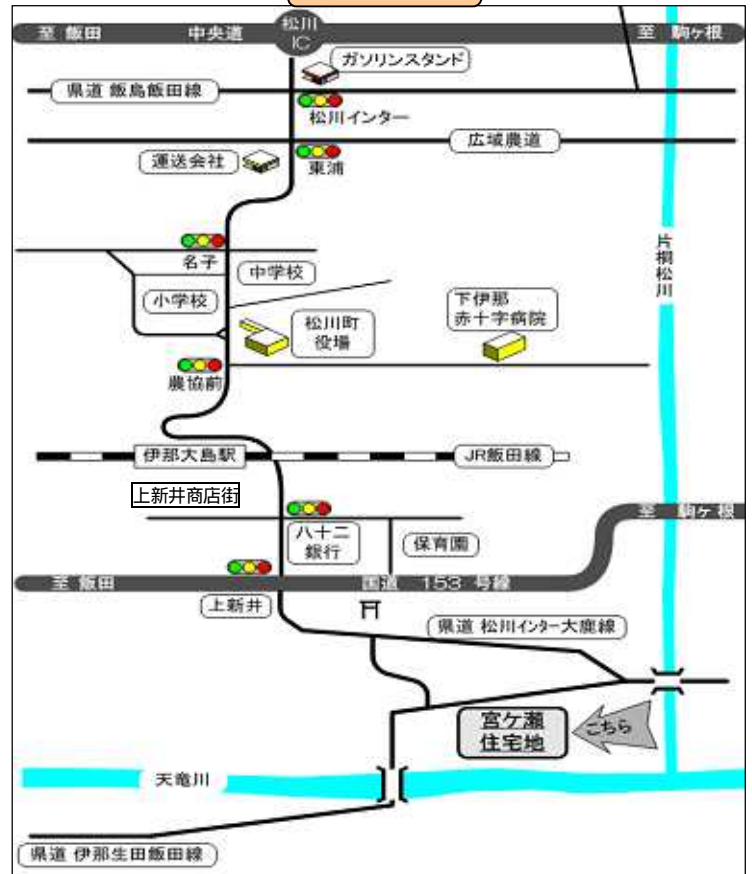 至 飯田
中央道
松川
IC
至 駒ヶ根
ガソリンスタンド
県道 飯島飯田線
松川インター
広域農道
運送会社
東浦
片桐松川
名子
中学校
小学校
下伊那
赤十字病院
松川町
役場
農協前
伊那大島駅
JR飯田線
上新井商店街
至 駒ヶ根
八十二
銀行
保育園
至 飯田
国道 153 号線
上新井
県道 松川インター大鹿線
宮ケ瀬
住宅地
こちら
天竜川
県道 伊那生田飯田線